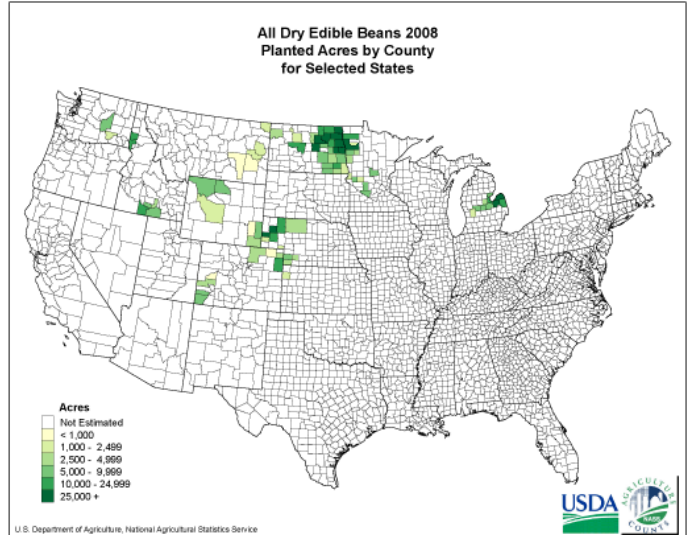 All Dry Edible Beans 2008
Planted Acres by County
for Selected States
Acres
Not Estimated
< 1,000
1,000 - 2,499
2,500 - 4,999
5,000 - 9,999
10,000 - 24,999
25,000 +
U.S. Department of Agriculture, National Agricultural Statistics Service
USDA
AGRICULTURE
NASS
COUNTS